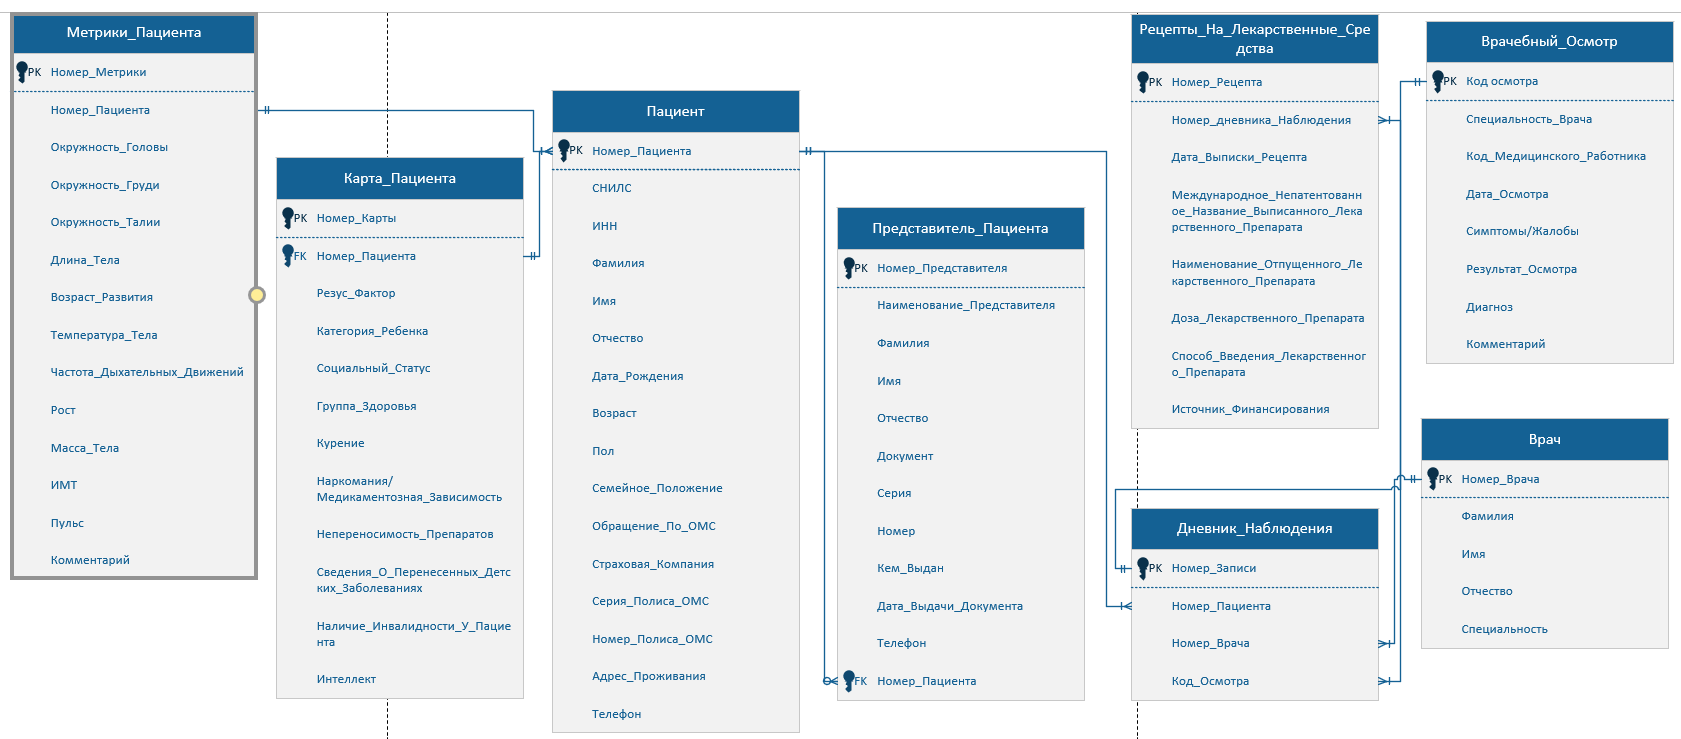 Метрики_Пациента
PK Номер_Метрики
Номер_Пациента
Окружность_Головы
Окружность_Груди
Окружность_Талии
Длина_Тела
Возраст_Развития
Температура_Тела
Частота_Дыхательных_Движений
Рост
Масса_Тела
ИМТ
Пульс
Комментарий
Карта_Пациента
PK Номер_Карты
FK Номер_Пациента
Резус_Фактор
Категория_Ребенка
Социальный_Статус
Группа_Здоровья
Курение
Наркомания/
Медикаментозная_Зависимость
Непереносимость_Препаратов
Сведения_О_Перенесенных_Детс
ких_Заболеваниях
Наличие_Инвалидности_У_Пацие
нта
Интеллект
Пациент
PK Номер_Пациента
СНИЛС
ИНН
Фамилия
Имя
Отчество
Дата_Рождения
Возраст
Пол
Семейное_Положение
Обращение_По_ОМС
Страховая_Компания
Серия_Полиса_ОМС
Номер_Полиса_ОМС
Адрес_Проживания
Телефон
Представитель_Пациента
PK Номер_Представителя
Наименование_Представителя
Фамилия
Имя
Отчество
Документ
Серия
Номер
Кем_Выдан
Дата_Выдачи_Документа
Телефон
FK Номер_Пациента
Рецепты_На_Лекарственные_Сре
дства
PK Номер_Рецепта
Номер_дневника_Наблюдения
Дата_Выписки_Рецепта
Международное_Непатентованн
ое_Название_Выписанного_Лека
рственного_Препарата
Наименование_Отпущенного_Ле
карственного_Препарата
Доза_Лекарственного_Препарата
Способ_Введения_Лекарственног
о_Препарата
Источник_Финансирования
Дневник_Наблюдения
PK Номер_Записи
Номер_Пациента
Номер_Врача
Код_Осмотра
Врачебный_Осмотр
PK Код осмотра
Специальность_Врача
Код_Медицинского_Работника
Дата_Осмотра
Симптомы/Жалобы
Результат_Осмотра
Диагноз
Комментарий
Врач
PK Номер_Врача
Фамилия
Имя
Отчество
Специальность